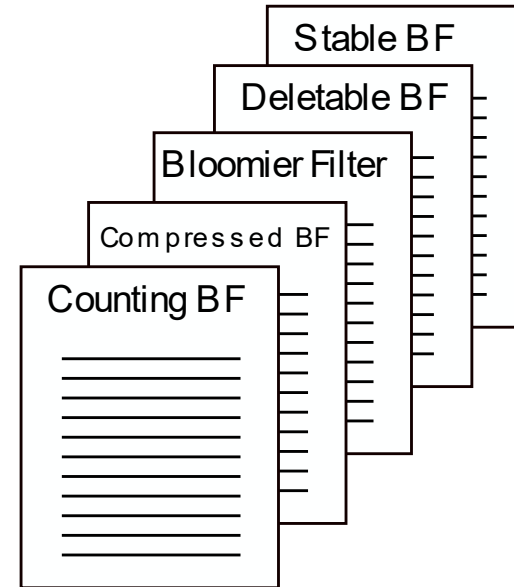 Stable BF
Deletable BF
Bloomier Filter
Compressed BF
Counting BF